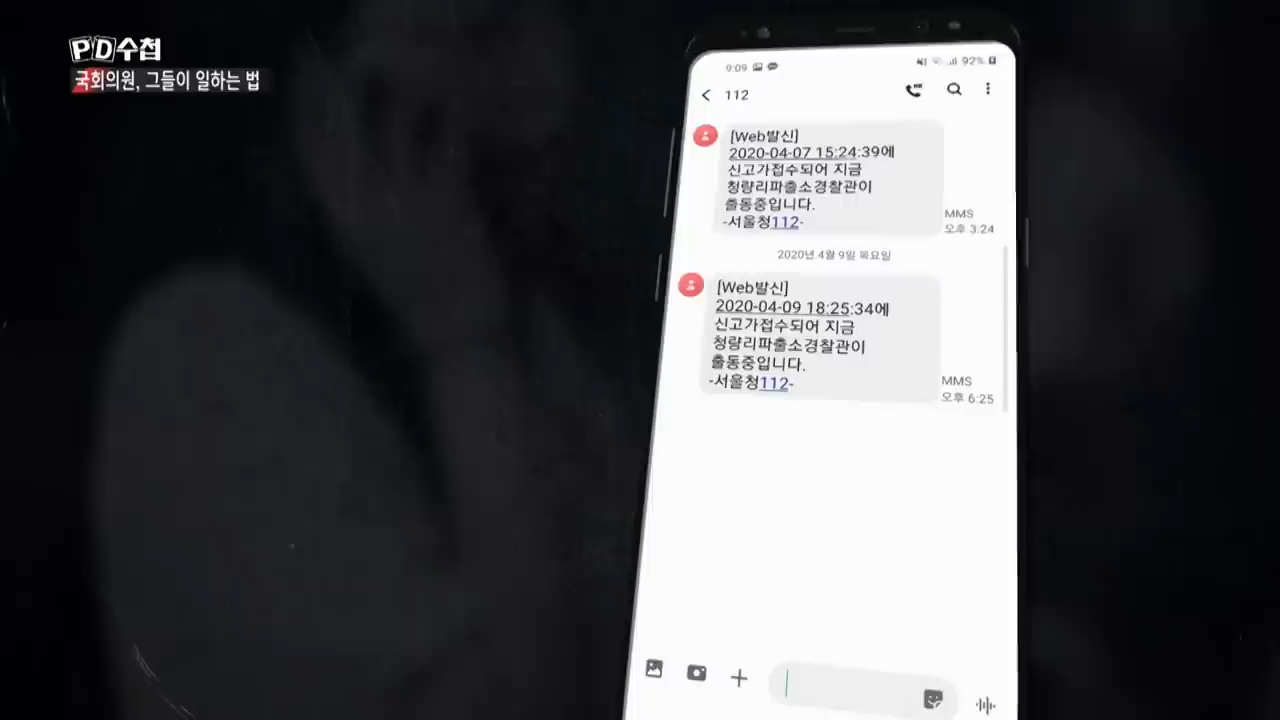 PD수첩
국회의원, 그들이 일하는 법
9:09
92%
112
[Web발신]
2020-04-07 15:24:39에
신고가접수되어 지금
청량리파출소경찰관이
출동중입니다.
-서울청112-
MMS
오후 3:24
2020년 4월 9일 목요일
[Web발신]
2020-04-09 18:25:34에
신고가접수되어 지금
청량리파출소경찰관이
출동중입니다.
-서울청112-
MMS
오후 6:25